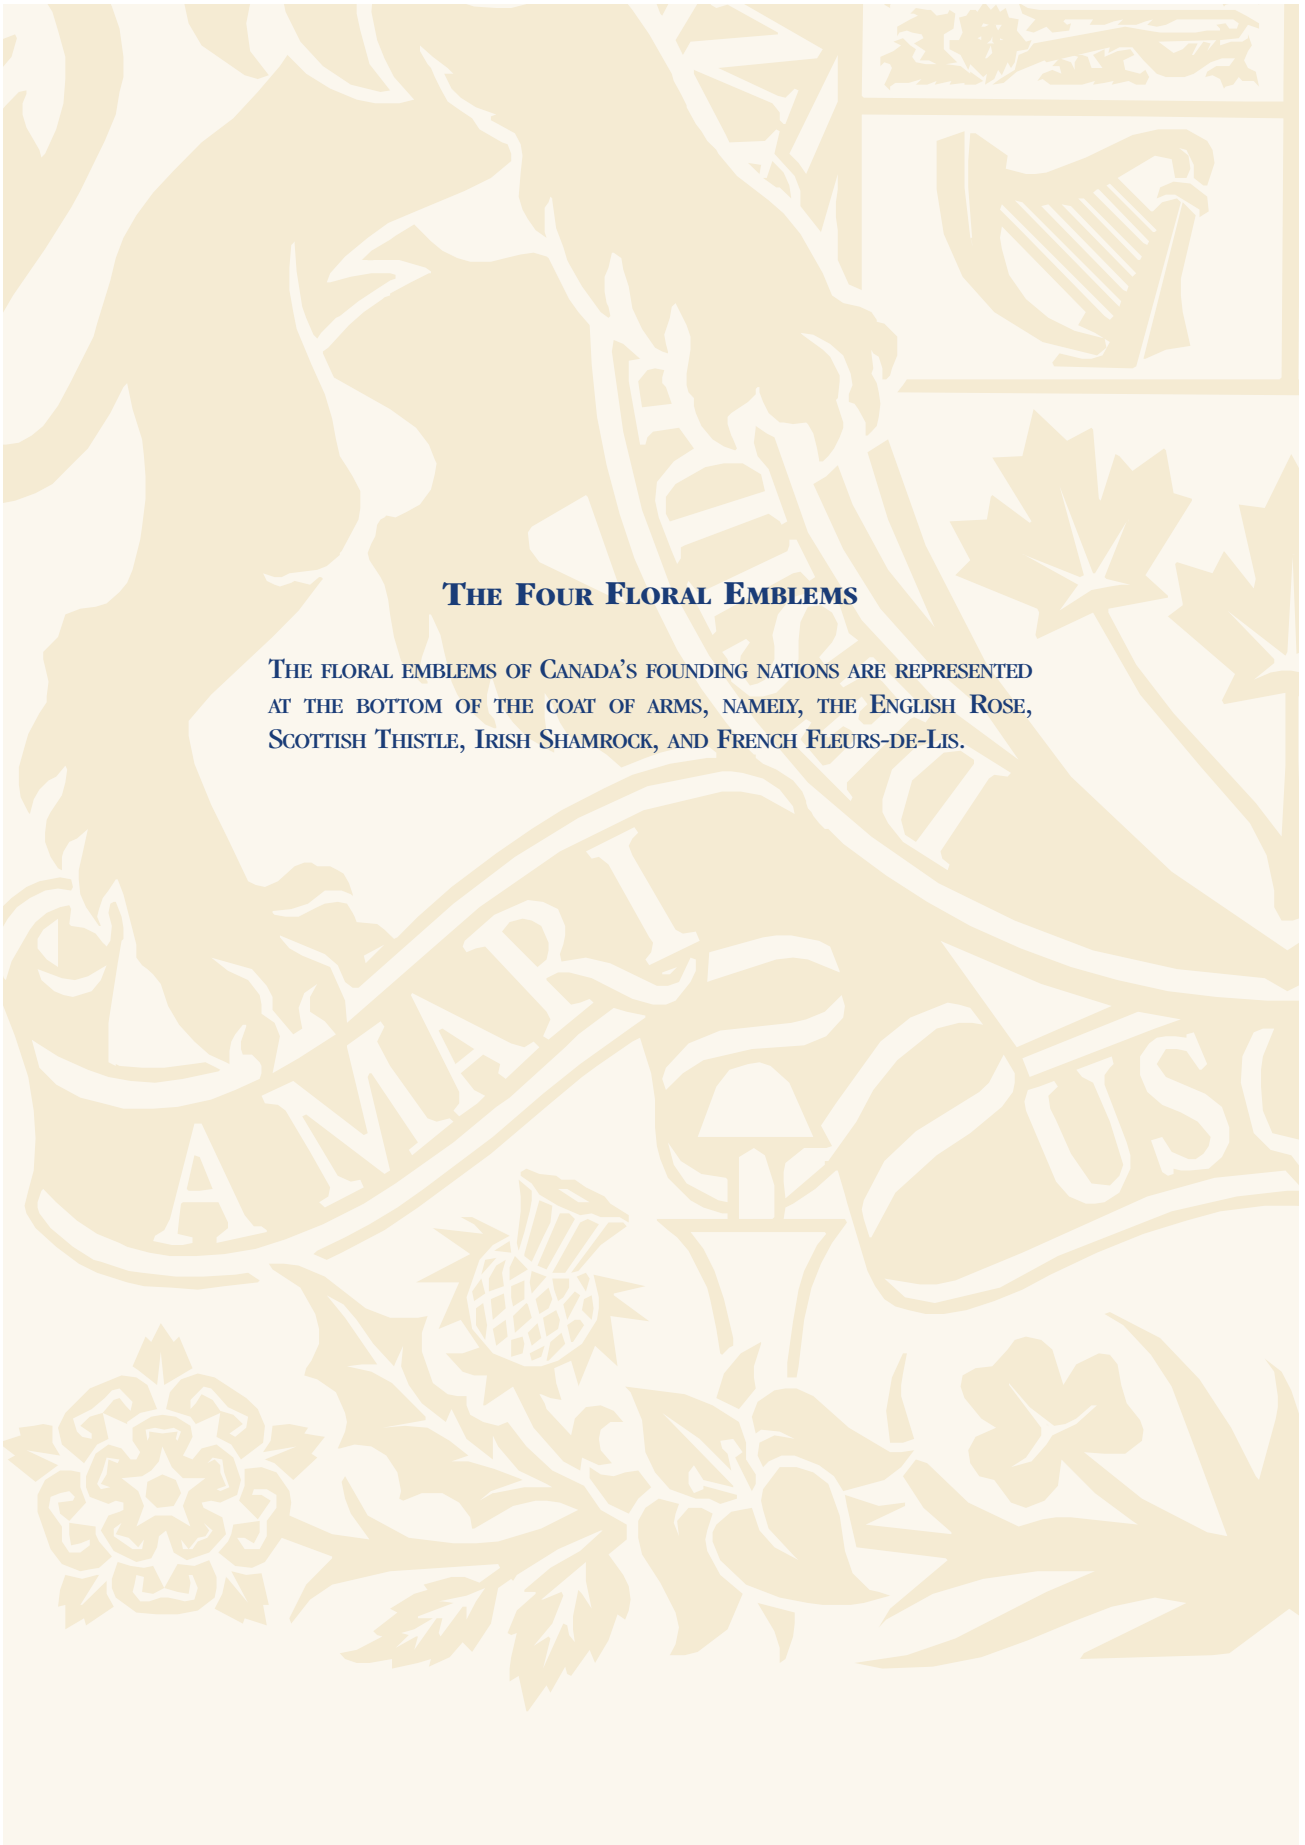 THE FOUR FLORAL EMBLEMS
THE FLORAL EMBLEMS OF CANADA'S FOUNDING NATIONS ARE REPRESENTED
AT THE BOTTOM OF THE COAT OF ARMS, NAMELY, THE ENGLISH ROSE,
SCOTTISH THISTLE, IRISH SHAMROCK, AND FRENCH FLEURS-DE-LIS.
A MARI
US